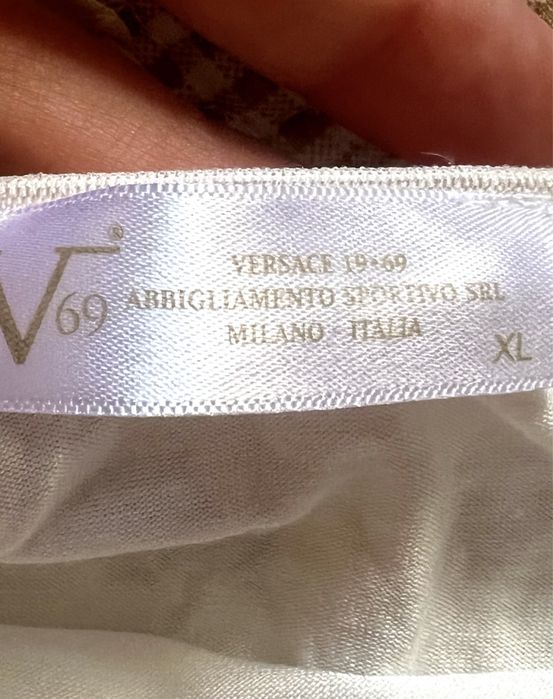 V69®
VERSACE 19•69
ABBIGLIAMENTO SPORTIVO SRL
MILANO ITALIA
XL